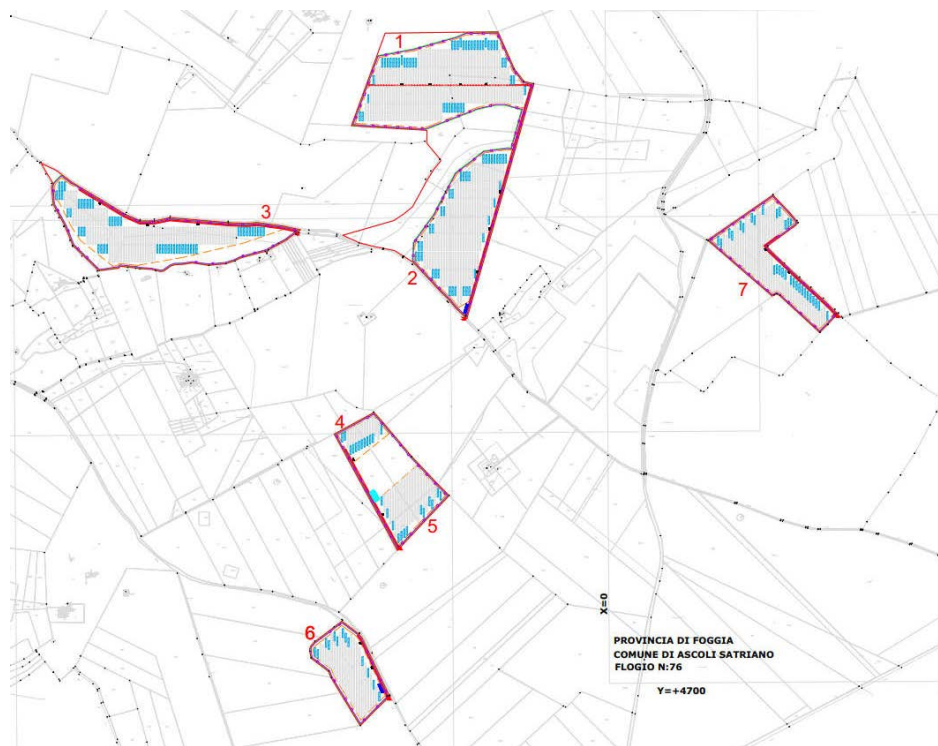 1
3
2
7
4
5
6
X=0
PROVINCIA DI FOGGIA
COMUNE DI ASCOLI SATRIANO
FLOGIO N:76
Y=+4700